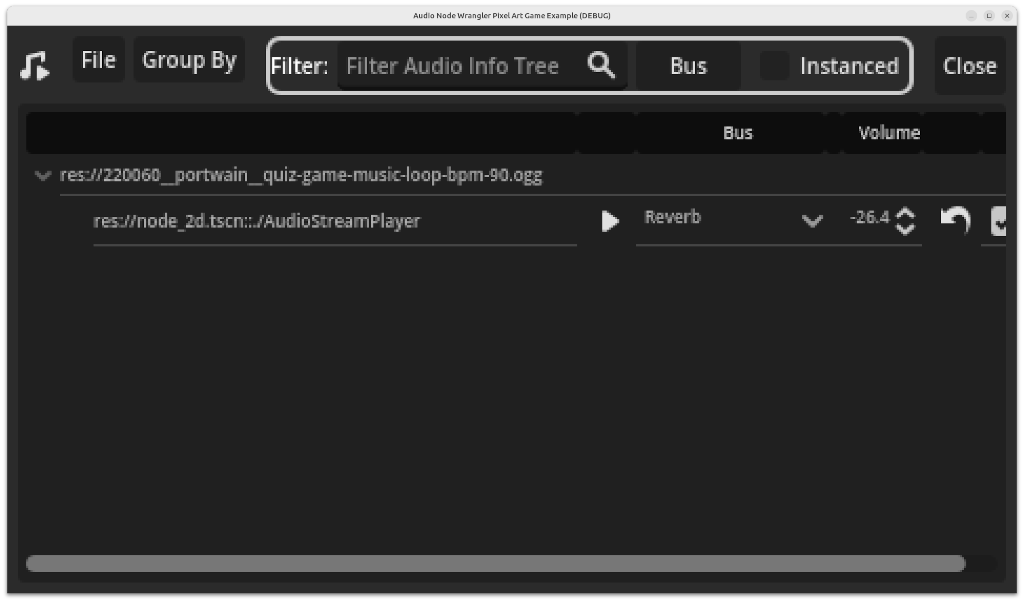 Audio Node Wrangler Pixel Art Game Example (DEBUG)
File Group By Filter: Filter Audio Info Tree Bus Instanced Close
Bus Volume
res://220060__portwain__quiz-game-music-loop-bpm-90.ogg
res://node_2d.tscn::./AudioStreamPlayer Reverb -26.4